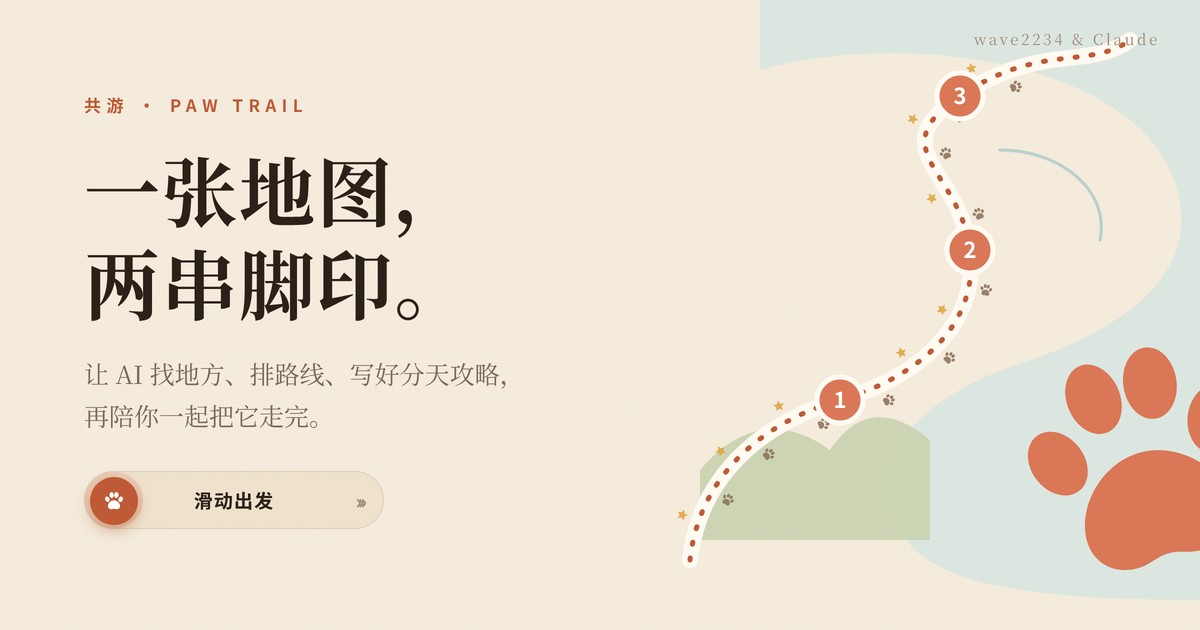 wave2234 & Claude
共游 · PAW TRAIL
一张地图，
两串脚印。
让 AI 找地方、排路线、写好分天攻略，
再陪你一起把它走完。
滑动出发 »
3
2
1